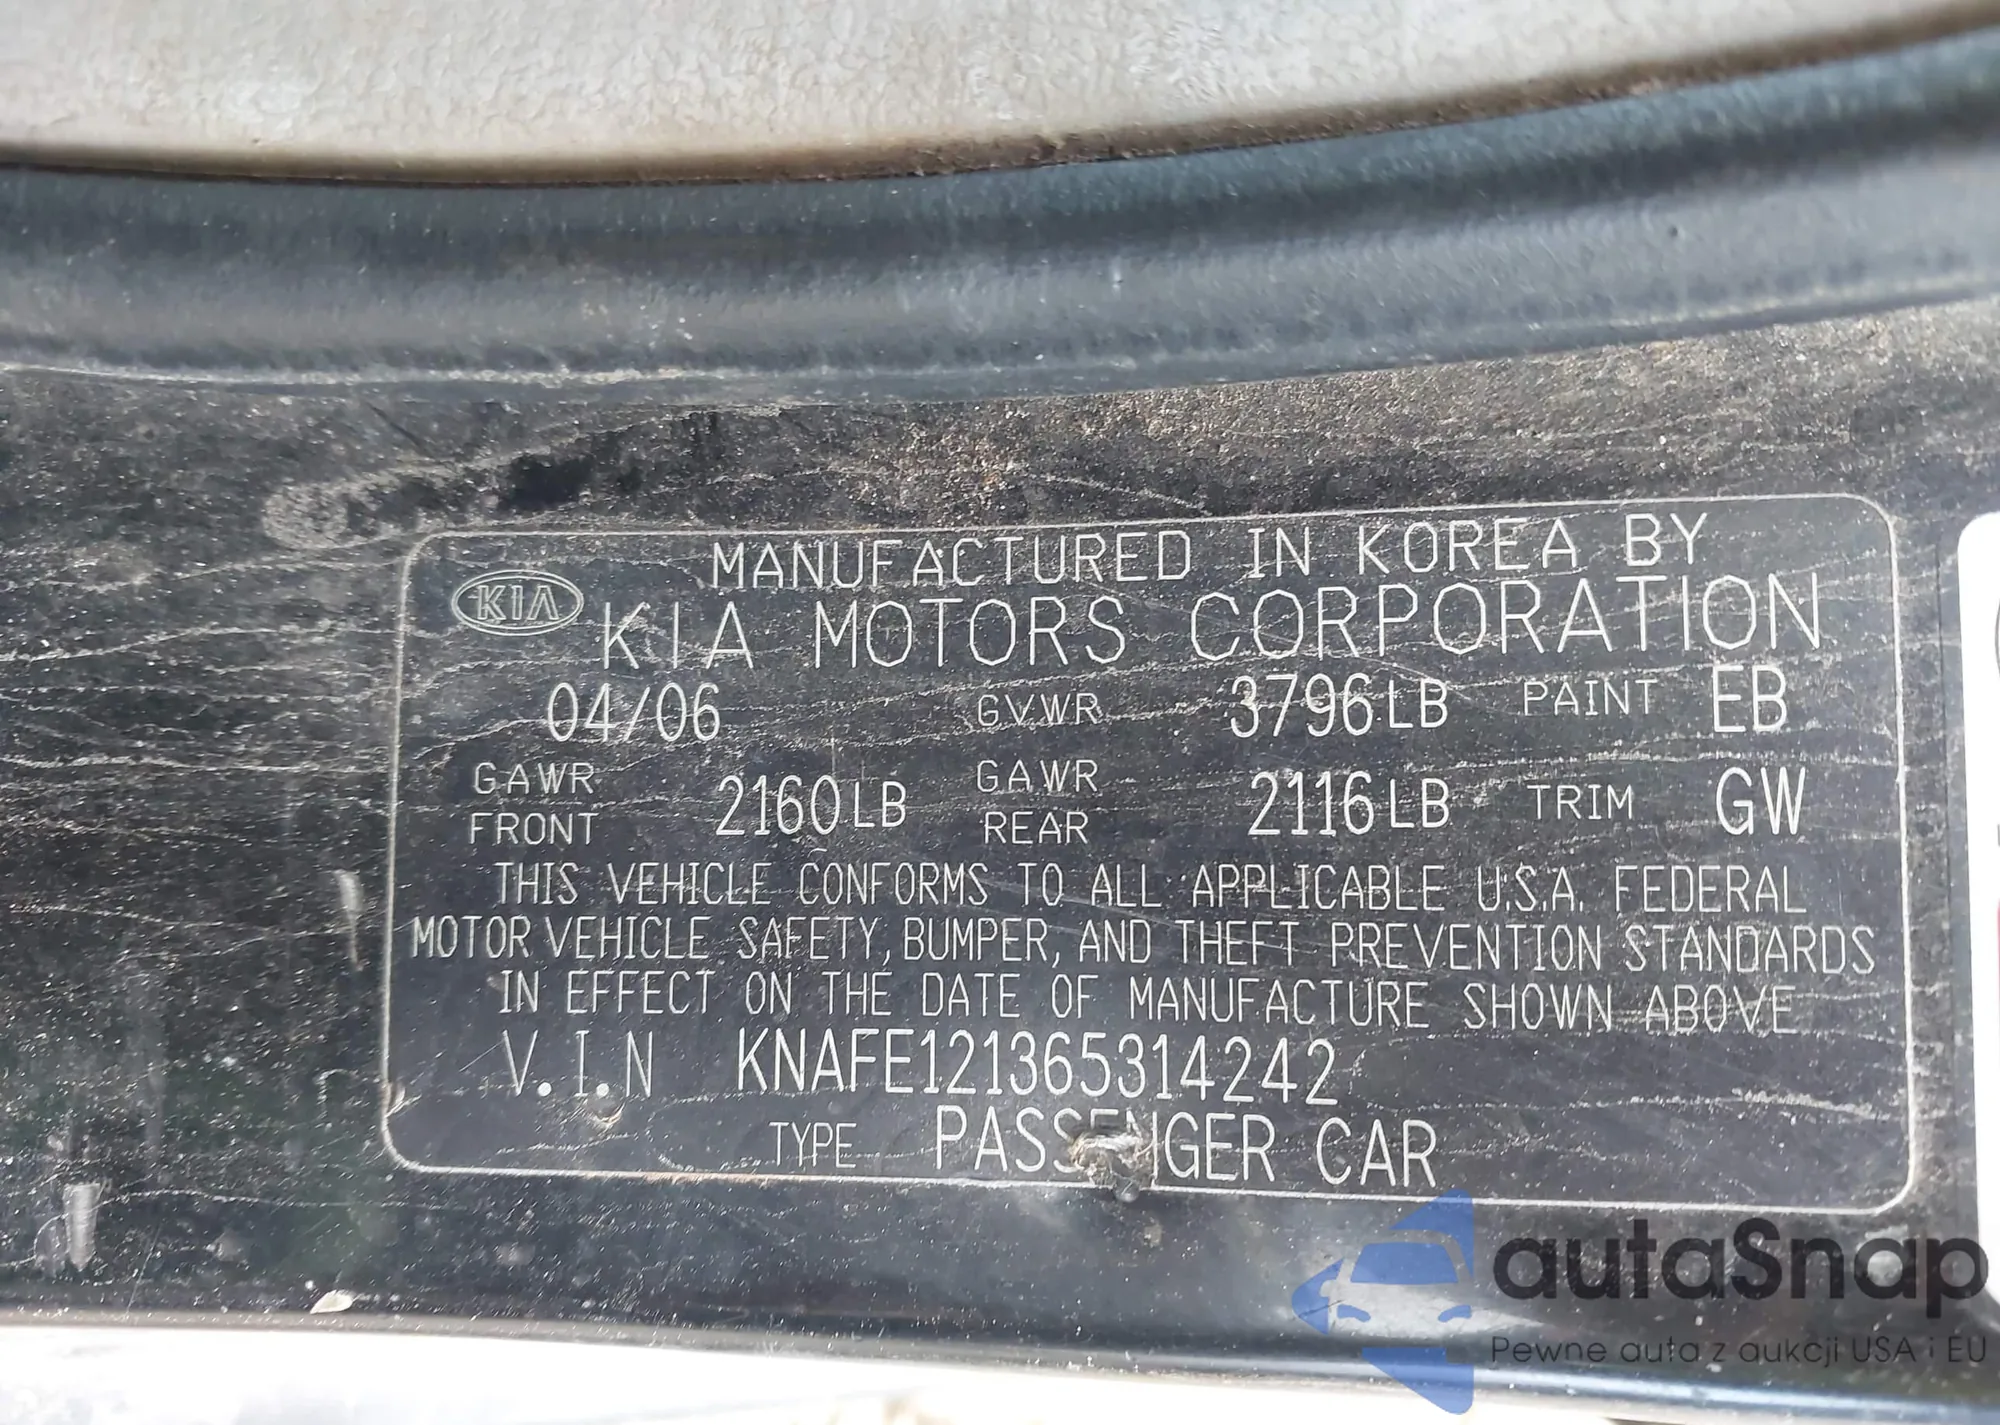 MANUFACTURED IN KOREA BY
KIA KIA MOTORS CORPORATION
04/06 GVWR 3796LB PAINT EB
GAWR FRONT 2160LB GAWR REAR 2116LB TRIM GW
THIS VEHICLE CONFORMS TO ALL APPLICABLE U.S.A. FEDERAL
MOTOR VEHICLE SAFETY, BUMPER, AND THEFT PREVENTION STANDARDS
IN EFFECT ON THE DATE OF MANUFACTURE SHOWN ABOVE
V.I.N KNAFE121365314242
TYPE PASSENGER CAR
autaSnap
Pewne auta z aukcji USA i EU